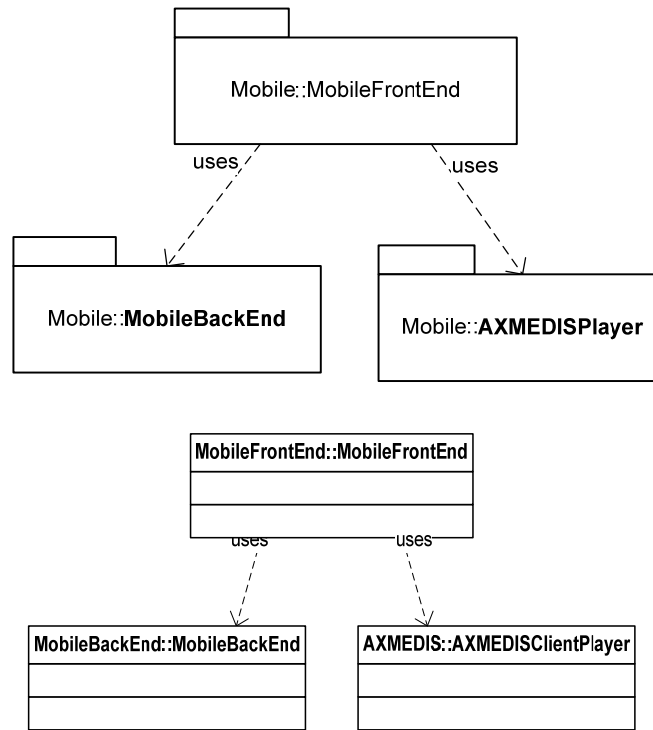 Mobile::MobileFrontEnd
uses
uses
Mobile::MobileBackEnd
Mobile::AXMEDISPlayer
MobileFrontEnd::MobileFrontEnd
uses
uses
MobileBackEnd::MobileBackEnd
AXMEDIS::AXMEDISClientPlayer